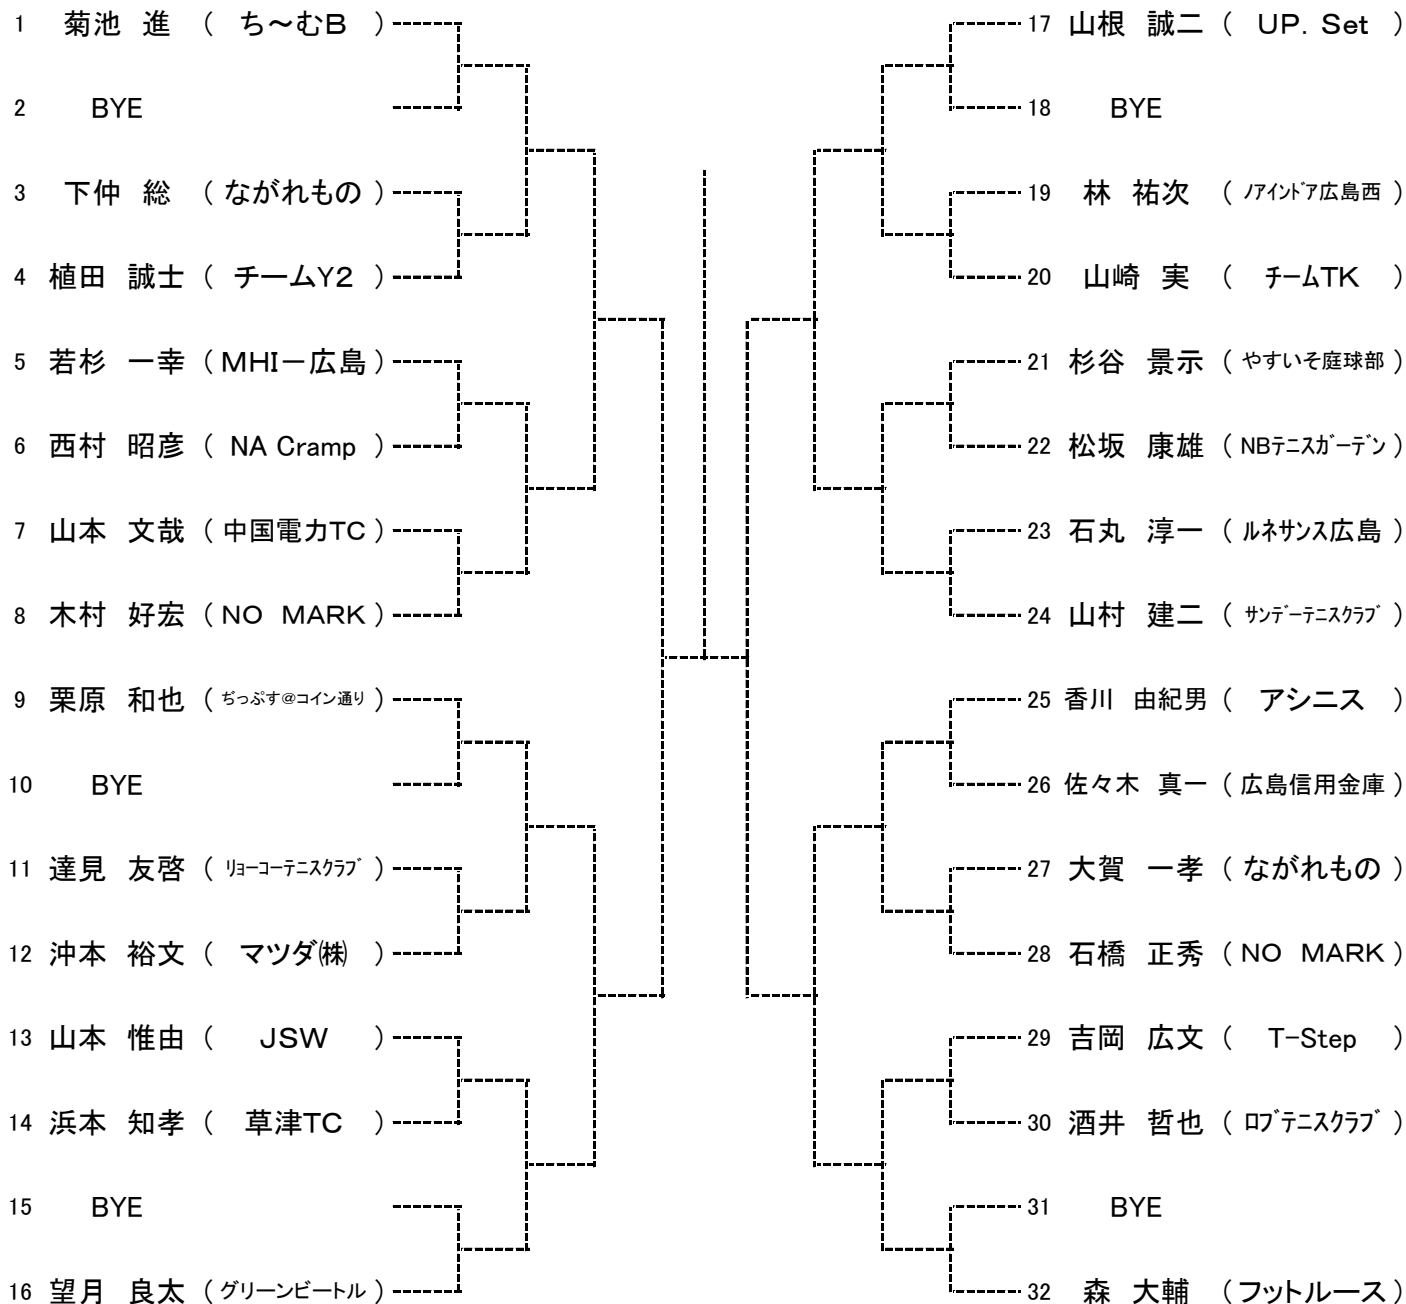 1 菊池 進 ( ち～むB )
2 BYE
3 下仲 総 ( ながれもの )
4 植田 誠士 ( チームY2 )
5 若杉 一幸 ( MHI－広島 )
6 西村 昭彦 ( NA Cramp )
7 山本 文哉 ( 中国電力TC )
8 木村 好宏 ( NO MARK )
9 栗原 和也 ( ぢっぷす@コイン通り )
10 BYE
11 達見 友啓 ( ﾘｮｰｺｰﾃﾆｽｸﾗﾌﾞ )
12 沖本 裕文 ( マツダ㈱ )
13 山本 惟由 ( JSW )
14 浜本 知孝 ( 草津TC )
15 BYE
16 望月 良太 ( グリーンビートル )
17 山根 誠二 ( UP. Set )
18 BYE
19 林 祐次 ( ﾉｱｲﾝﾄﾞｱ広島西 )
20 山崎 実 ( ﾁｰﾑTK )
21 杉谷 景示 ( やすいそ庭球部 )
22 松坂 康雄 ( NBﾃﾆｽｶﾞｰﾃﾞﾝ )
23 石丸 淳一 ( ﾙﾈｻﾝｽ広島 )
24 山村 建二 ( ｻﾝﾃﾞｰﾃﾆｽｸﾗﾌﾞ )
25 香川 由紀男 ( アシニス )
26 佐々木 真一 ( 広島信用金庫 )
27 大賀 一孝 ( ながれもの )
28 石橋 正秀 ( NO MARK )
29 吉岡 広文 ( T-Step )
30 酒井 哲也 ( ﾛﾌﾞﾃﾆｽｸﾗﾌﾞ )
31 BYE
32 森 大輔 ( フットルース )